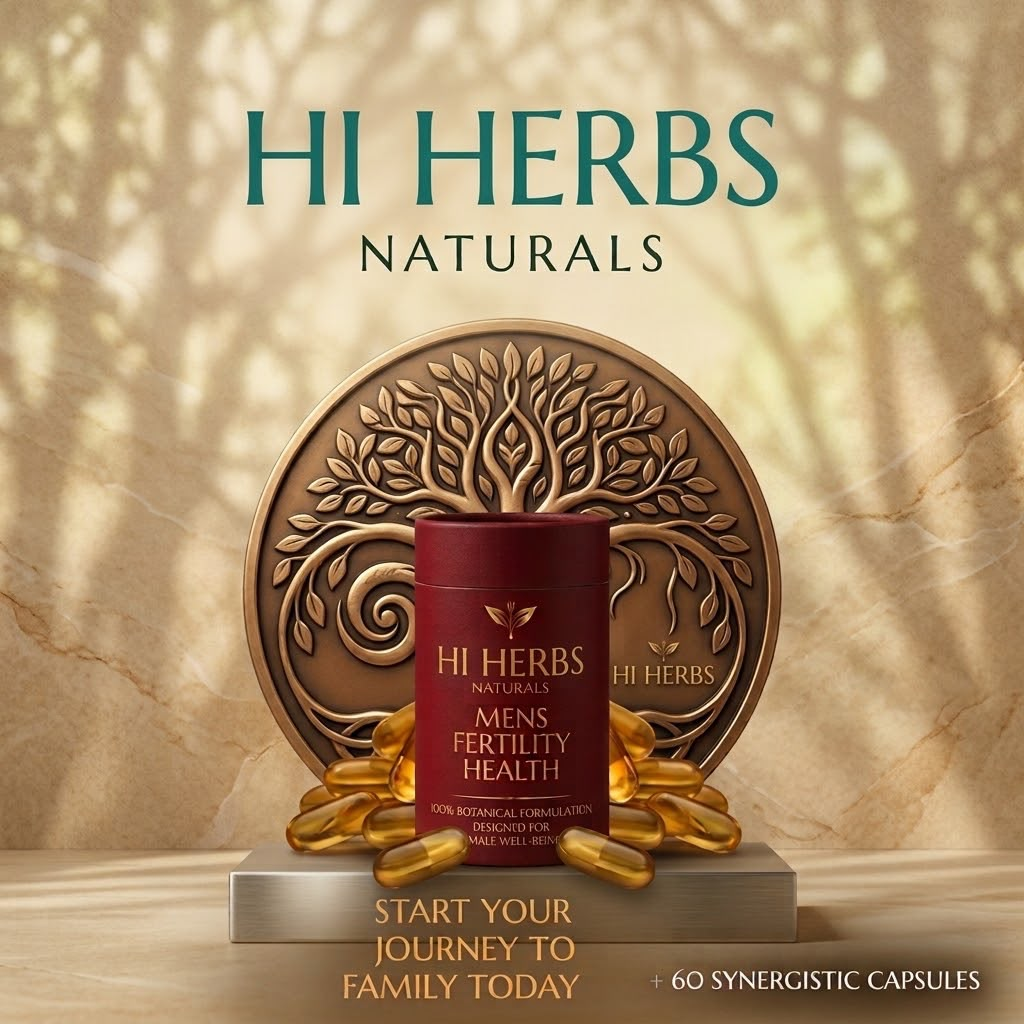 HI HERBS
NATURALS
HI HERBS
NATURALS
MENS
FERTILITY
HEALTH
100% BOTANICAL FORMULATION
DESIGNED FOR
MALE WELL-BEIN
HI HERBS
START YOUR
JOURNEY TO
FAMILY TODAY
+ 60 SYNERGISTIC CAPSULES